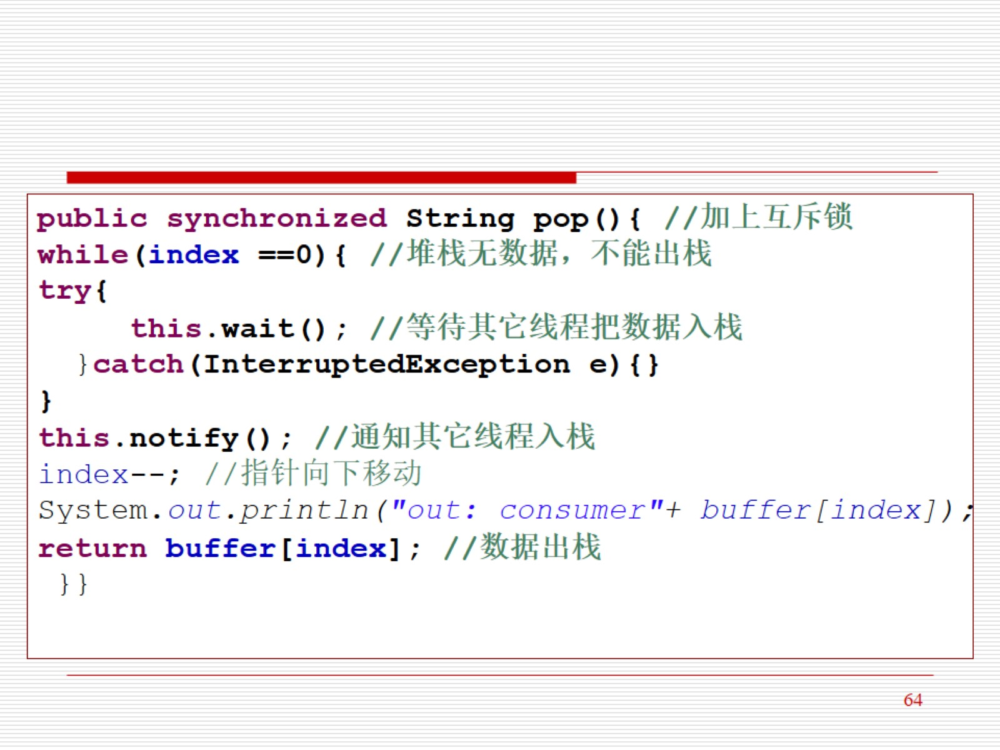 public synchronized String pop(){ //加上互斥锁
while(index ==0){ //堆栈无数据，不能出栈
try{
this.wait(); //等待其它线程把数据入栈
}catch(InterruptedException e){}
}
this.notify(); //通知其它线程入栈
index--; //指针向下移动
System.out.println("out: consumer"+ buffer[index]);
return buffer[index]; //数据出栈
}}
64